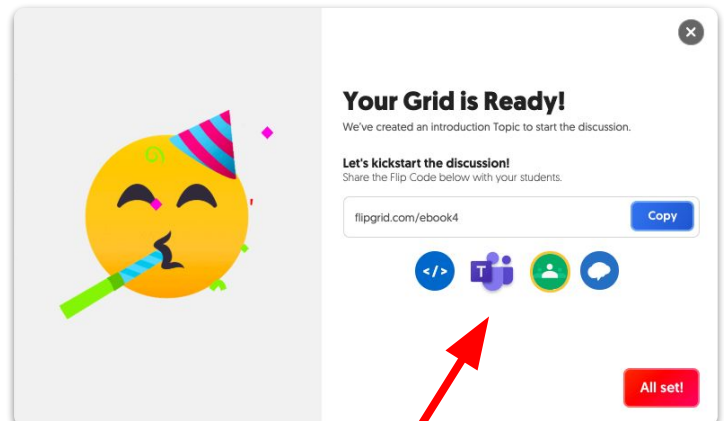 Your Grid is Ready!
We've created an introduction Topic to start the discussion.
Let's kickstart the discussion!
Share the Flip Code below with your students.
flipgrid.com/ebook4
Copy
</>
T
All set!